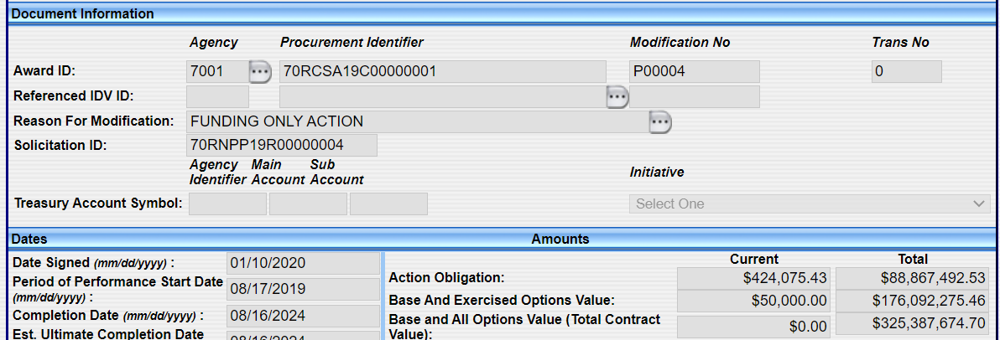 Document Information
Agency Procurement Identifier Modification No Trans No
Award ID: 7001 70RCSA19C00000001 P00004 0
Referenced IDV ID:
Reason For Modification: FUNDING ONLY ACTION
Solicitation ID: 70RNPP19R00000004
Agency Main Sub
Identifier Account Account
Initiative
Treasury Account Symbol: Select One
Dates Amounts
Current Total
Date Signed (mm/dd/yyyy) : 01/10/2020
Action Obligation: $424,075.43 $88,867,492.53
Period of Performance Start Date
(mm/dd/yyyy) : 08/17/2019
Base And Exercised Options Value: $50,000.00 $176,092,275.46
Completion Date (mm/dd/yyyy) : 08/16/2024
Base and All Options Value (Total Contract
Value): $0.00 $325,387,674.70
Est. Ultimate Completion Date
08/16/2024